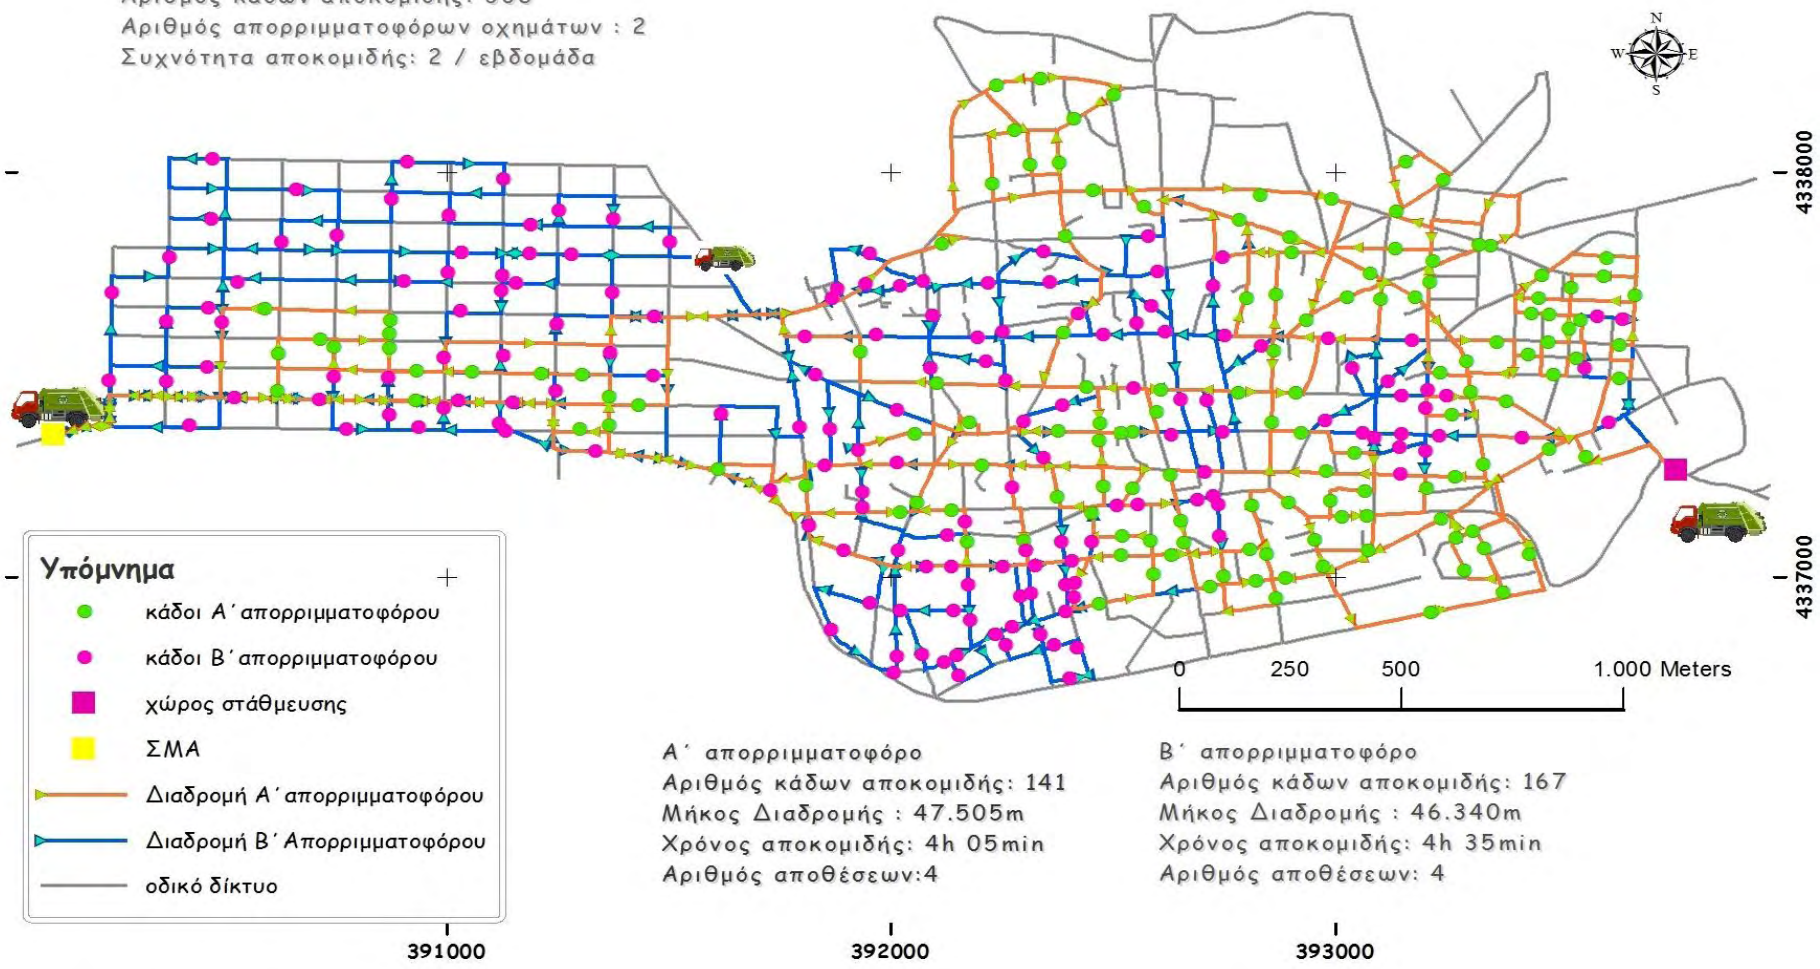 Αριθμός απορριμματοφόρων οχημάτων : 2
Συχνότητα αποκομιδής: 2 / εβδομάδα
N
W E
S
4338000
4337000
Υπόμνημα
κάδοι Α΄ απορριμματοφόρου
κάδοι Β΄ απορριμματοφόρου
χώρος στάθμευσης
ΣΜΑ
Διαδρομή Α΄ απορριμματοφόρου
Διαδρομή Β΄ Απορριμματοφόρου
οδικό δίκτυο
0 250 500 1.000 Meters
Α΄ απορριμματοφόρο
Αριθμός κάδων αποκομιδής: 141
Μήκος Διαδρομής : 47.505m
Χρόνος αποκομιδής: 4h 05min
Αριθμός αποθέσεων:4
Β΄ απορριμματοφόρο
Αριθμός κάδων αποκομιδής: 167
Μήκος Διαδρομής : 46.340m
Χρόνος αποκομιδής: 4h 35min
Αριθμός αποθέσεων: 4
391000 392000 393000